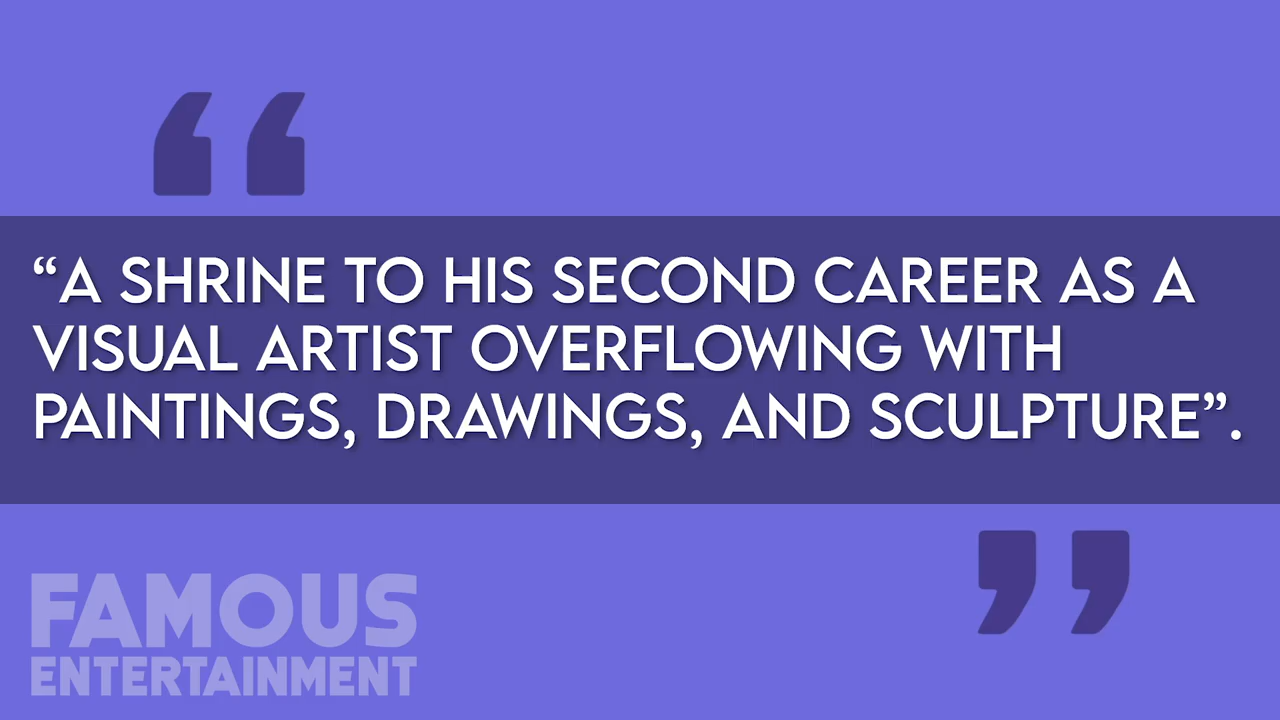 “A SHRINE TO HIS SECOND CAREER AS A
VISUAL ARTIST OVERFLOWING WITH
PAINTINGS, DRAWINGS, AND SCULPTURE”.
FAMOUS
ENTERTAINMENT